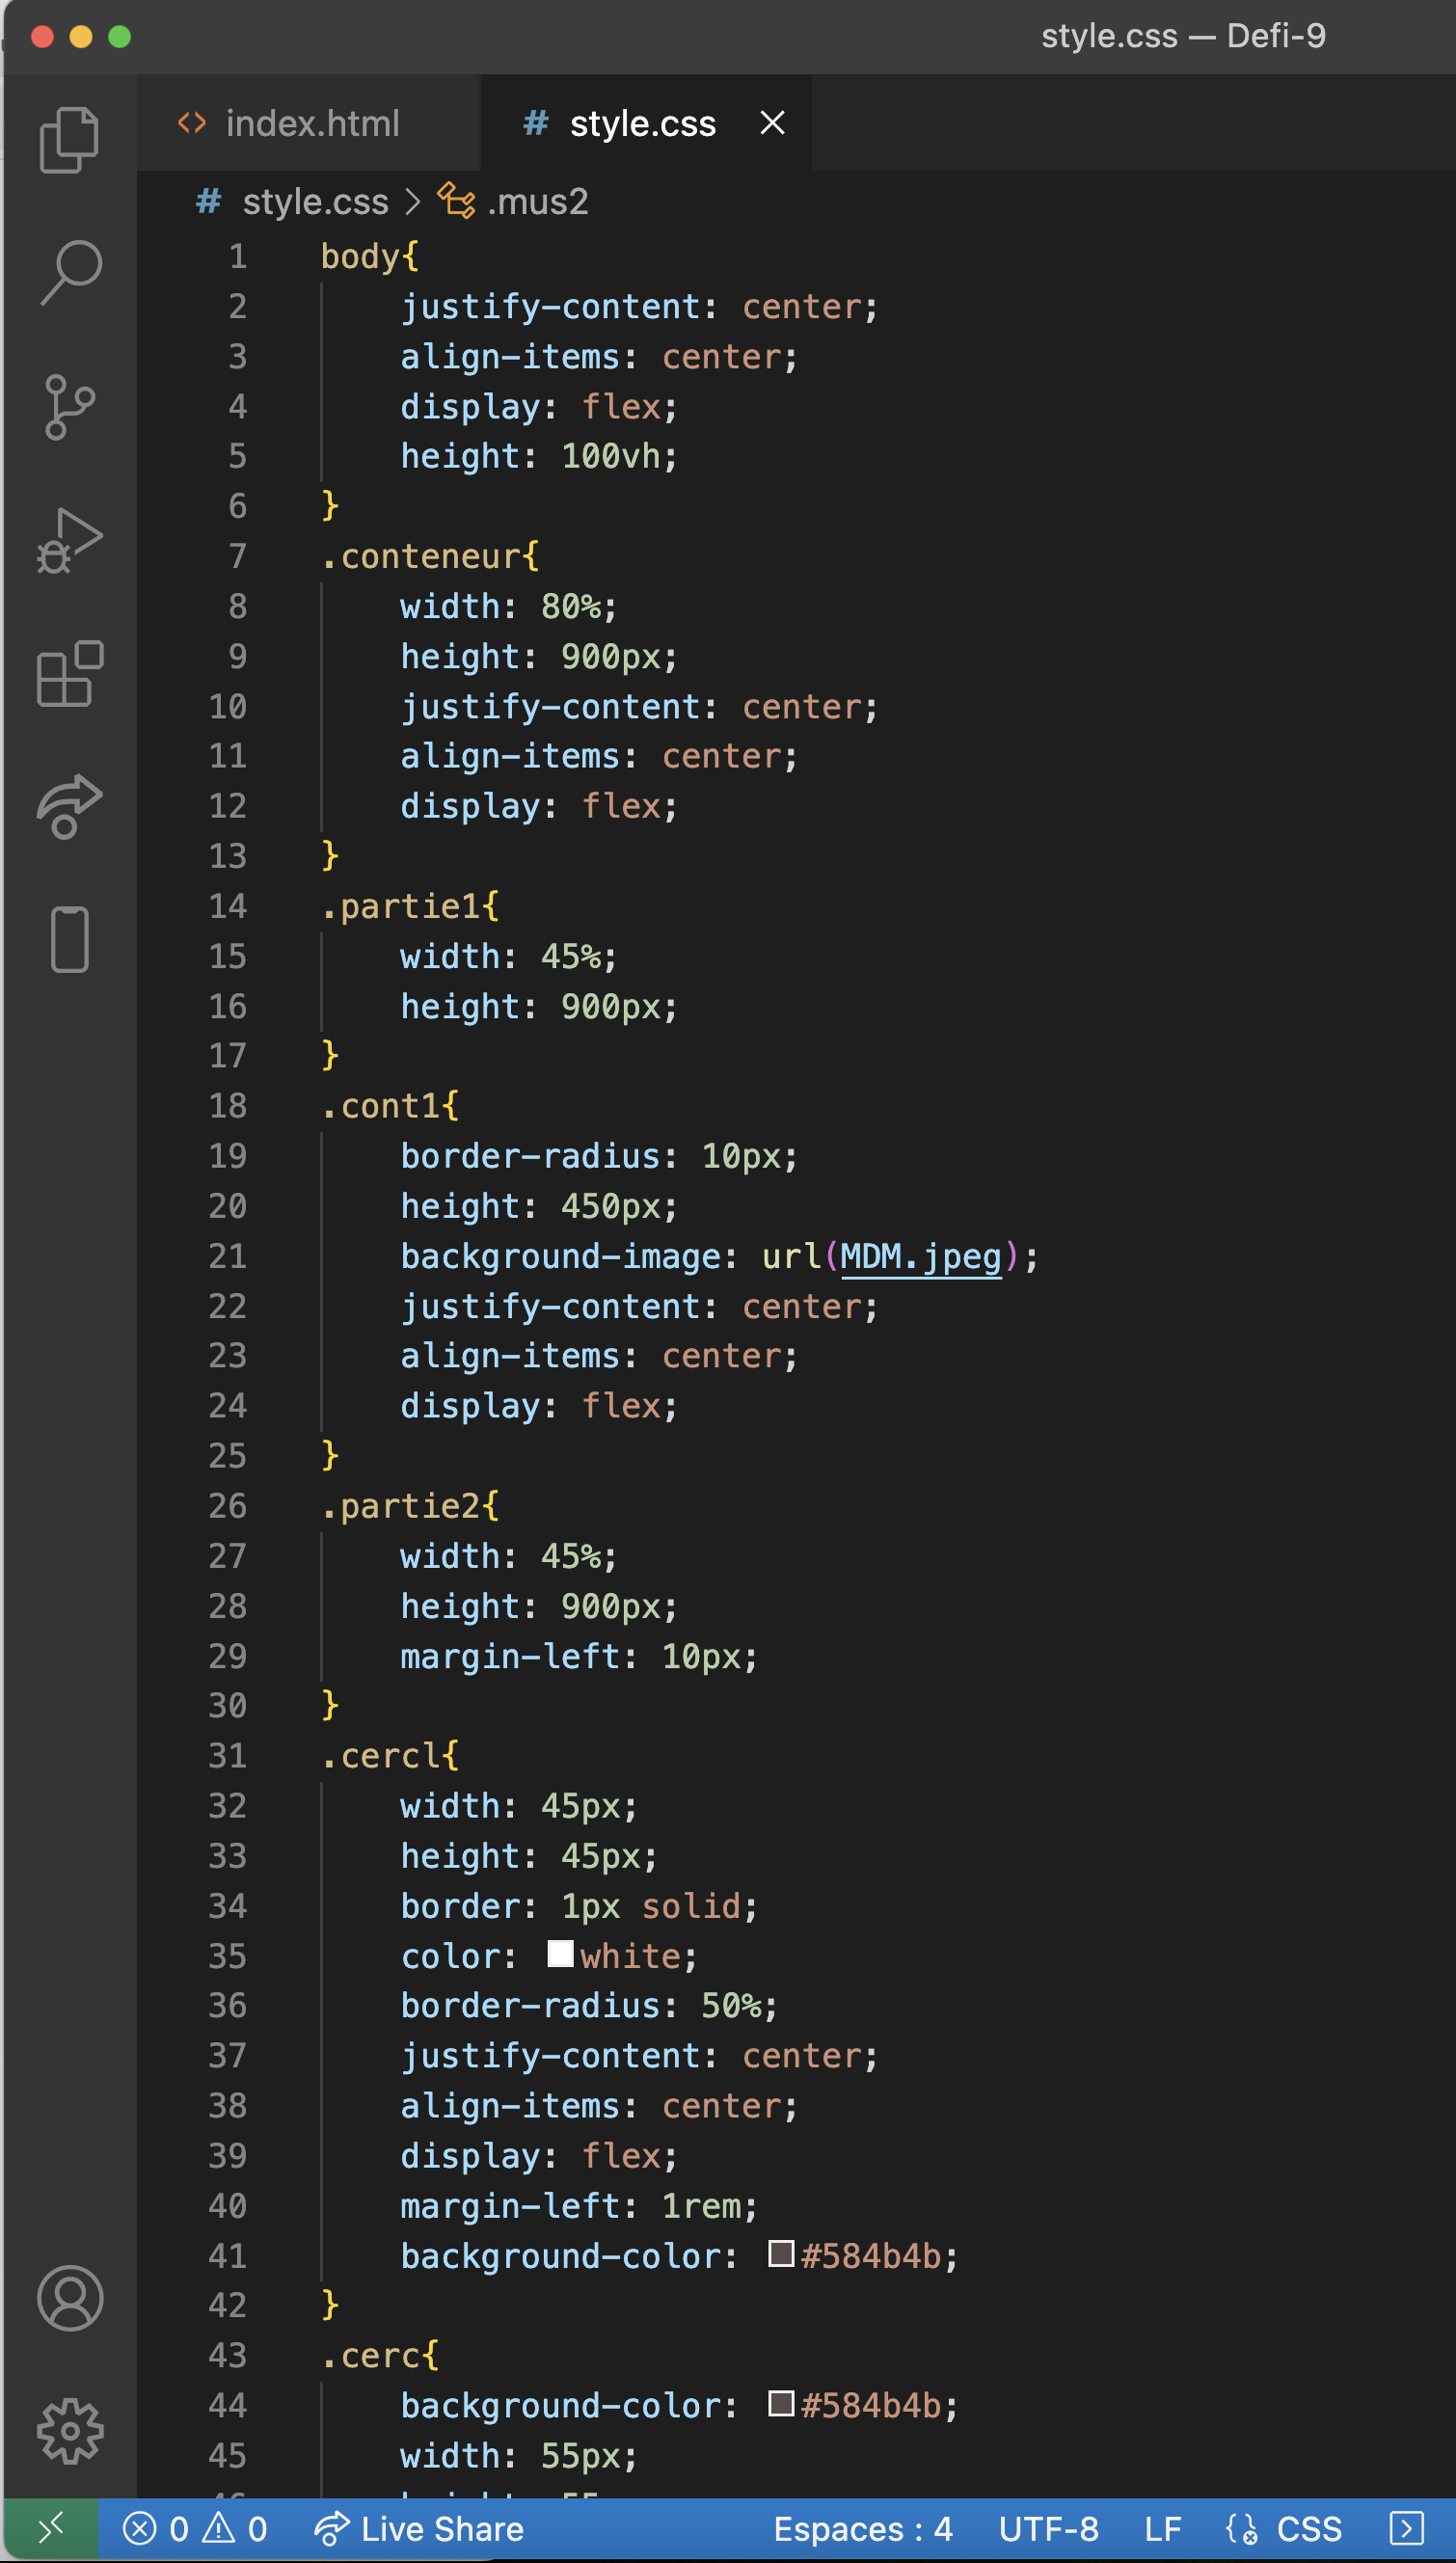 style.css — Defi-9
index.html
# style.css
# style.css > .mus2
1 body{
2 justify-content: center;
3 align-items: center;
4 display: flex;
5 height: 100vh;
6 }
7 .conteneur{
8 width: 80%;
9 height: 900px;
10 justify-content: center;
11 align-items: center;
12 display: flex;
13 }
14 .partie1{
15 width: 45%;
16 height: 900px;
17 }
18 .cont1{
19 border-radius: 10px;
20 height: 450px;
21 background-image: url(MDM.jpeg);
22 justify-content: center;
23 align-items: center;
24 display: flex;
25 }
26 .partie2{
27 width: 45%;
28 height: 900px;
29 margin-left: 10px;
30 }
31 .cercl{
32 width: 45px;
33 height: 45px;
34 border: 1px solid;
35 color: white;
36 border-radius: 50%;
37 justify-content: center;
38 align-items: center;
39 display: flex;
40 margin-left: 1rem;
41 background-color: #584b4b;
42 }
43 .cerc{
44 background-color: #584b4b;
45 width: 55px;
0 0 Live Share Espaces : 4 UTF-8 LF CSS